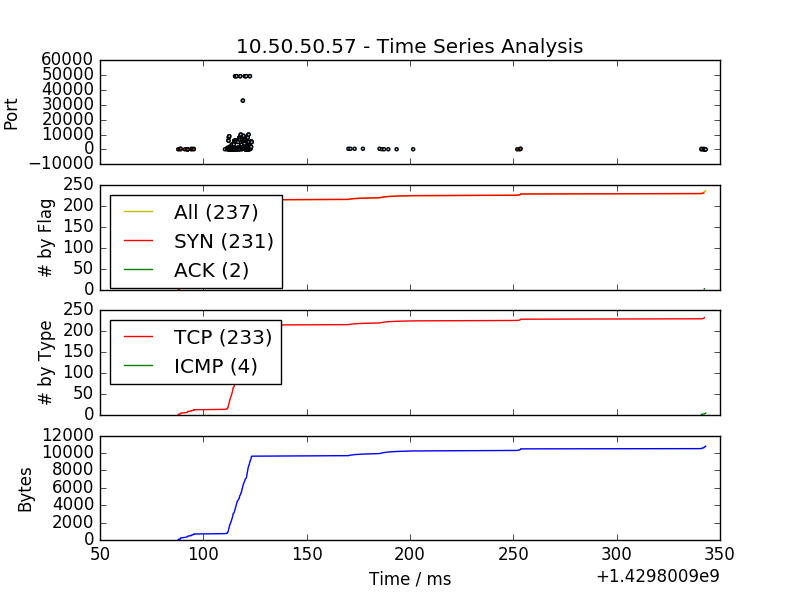 10.50.50.57 - Time Series Analysis
Port
60000
50000
40000
30000
20000
10000
0
−10000
# by Flag
250
200
150
100
50
0
All (237)
SYN (231)
ACK (2)
# by Type
250
200
150
100
50
0
TCP (233)
ICMP (4)
Bytes
12000
10000
8000
6000
4000
2000
0
50 100 150 200 250 300 350
Time / ms
+1.4298009e9